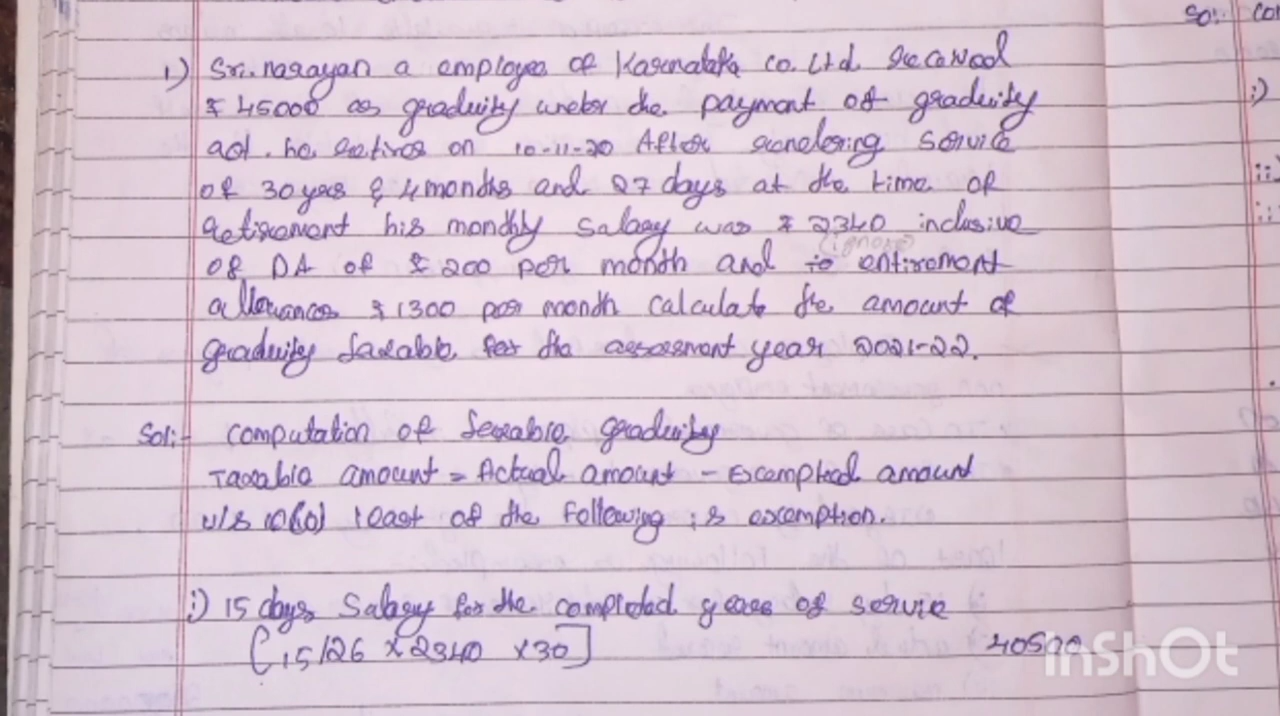 So:- Con
1) Sri. narayan a employee of Karnataka co. Ltd received
₹ 45000 as graduity under the payment of graduity
act. he retires on 10-11-20 After rendering service
of 30 yeas & 4 months and 27 days at the time of
retirement his monthly salary was ₹ 2340 inclusive
(ignore)
of DA of ₹ 200 per month and entirement
allowances ₹ 1300 per month calculate the amount of
graduity taxable for the assessment year 2021-22.
i)
ii)
Sol:- computation of taxable graduity
Taxable amount = Actual amount - Exempted amount
u/s 10(10) least of the following is exemption.
i) 15 days salary for the completed years of service
[15/26 × 2340 × 30] 40500
InShOt